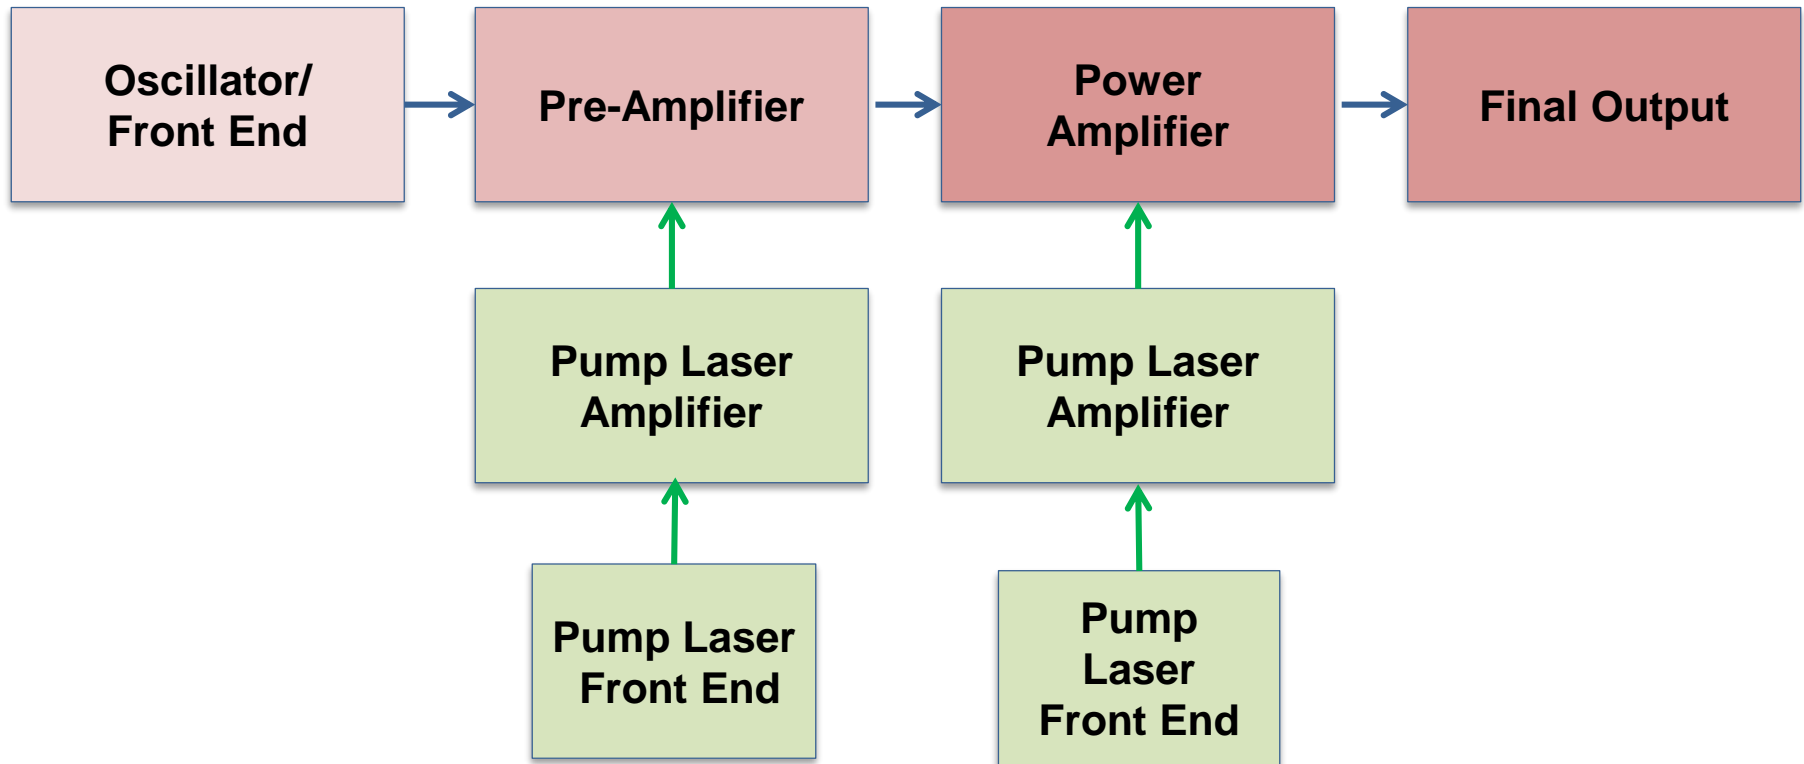 Oscillator/
Front End
Pre-Amplifier
Power
Amplifier
Final Output
Pump Laser
Amplifier
Pump Laser
Amplifier
Pump Laser
Front End
Pump
Laser
Front End